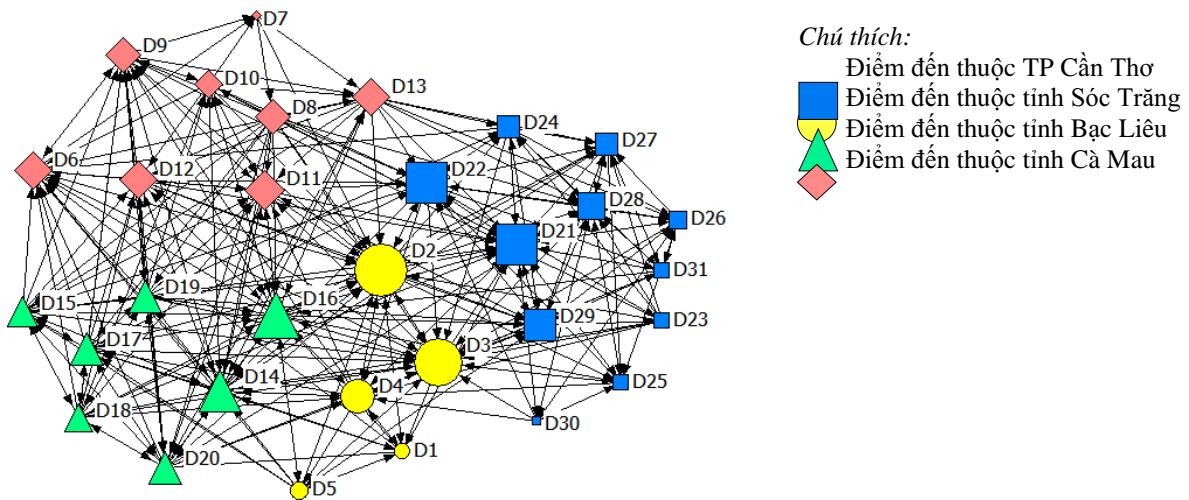 D7
D9
D10
D8
D13
D24
D27
D6
D12
D11
D22
D28
D26
D21
D2
D31
D15
D19
D16
D29
D23
D17
D3
D14
D4
D25
D18
D30
D20
D1
D5
Chú thích:
Điểm đến thuộc TP Cần Thơ
Điểm đến thuộc tỉnh Sóc Trăng
Điểm đến thuộc tỉnh Bạc Liêu
Điểm đến thuộc tỉnh Cà Mau